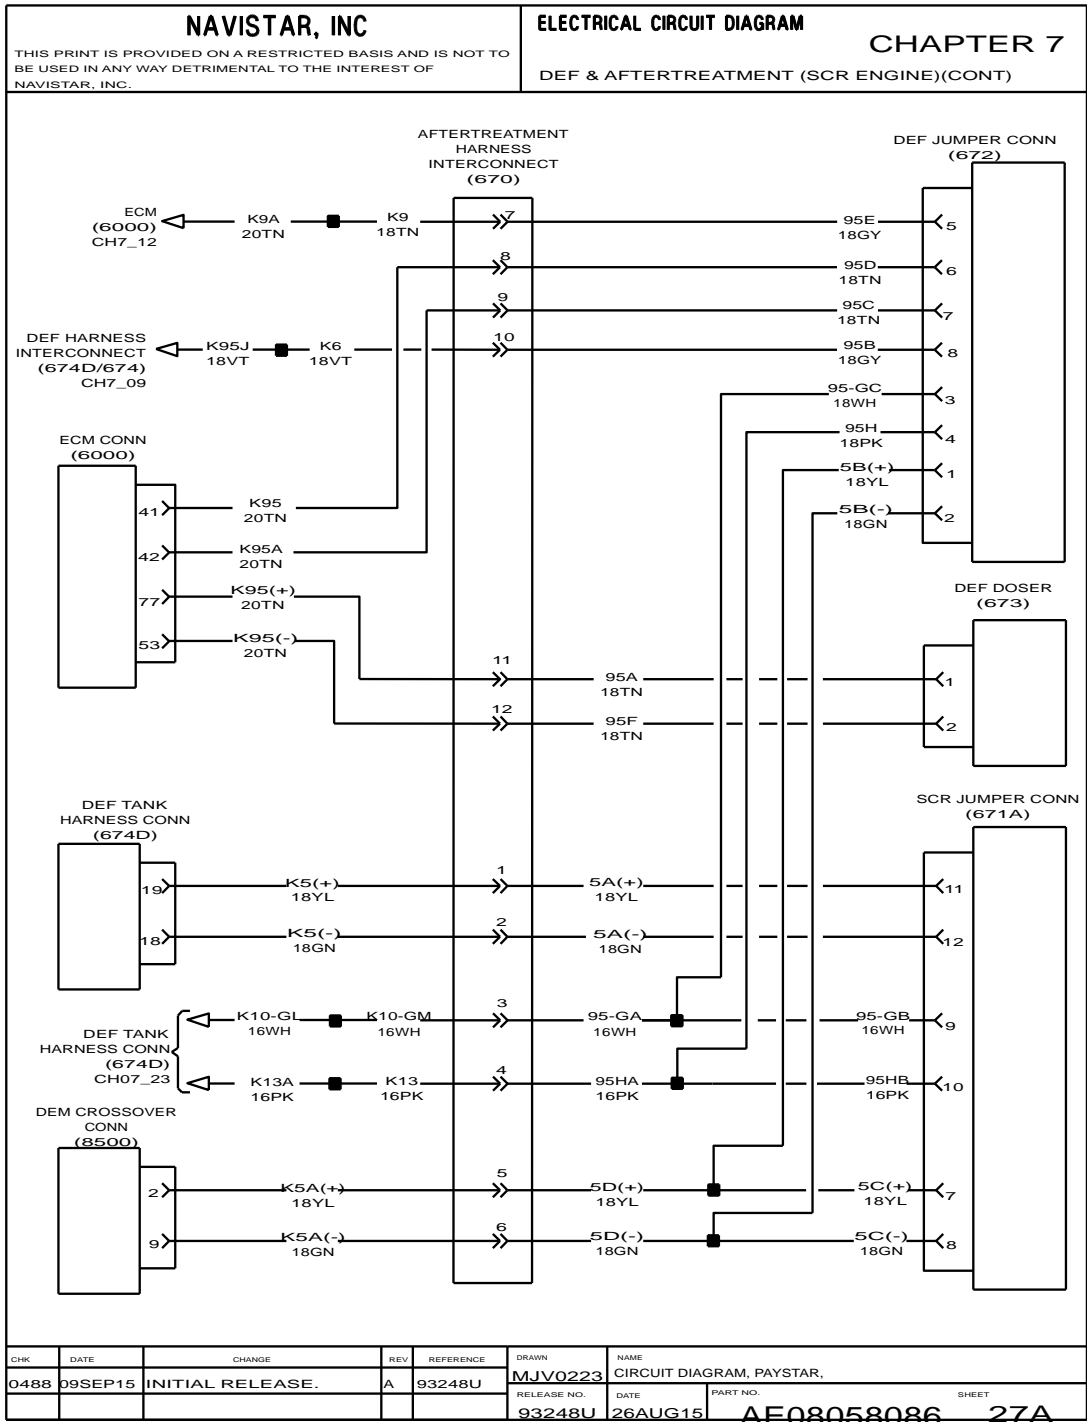 NAVISTAR, INC
THIS PRINT IS PROVIDED ON A RESTRICTED BASIS AND IS NOT TO
BE USED IN ANY WAY DETRIMENTAL TO THE INTEREST OF
NAVISTAR, INC.
ELECTRICAL CIRCUIT DIAGRAM
CHAPTER 7
DEF & AFTERTREATMENT (SCR ENGINE)(CONT)
AFTERTREATMENT
HARNESS
INTERCONNECT
(670)
DEF JUMPER CONN
(672)
ECM
(6000)
CH7_12
K9A
20TN
K9
18TN
7
95E
18GY
5
8
95D
18TN
6
9
95C
18TN
7
DEF HARNESS
INTERCONNECT
(674D/674)
CH7_09
K95J
18VT
K6
18VT
10
95B
18GY
8
95-GC
18WH
3
95H
18PK
4
5B(+)
18YL
1
5B(-)
18GN
2
ECM CONN
(6000)
41
K95
20TN
42
K95A
20TN
77
K95(+)
20TN
53
K95(-)
20TN
DEF DOSER
(673)
11
95A
18TN
1
12
95F
18TN
2
DEF TANK
HARNESS CONN
(674D)
SCR JUMPER CONN
(671A)
19
K5(+)
18YL
1
5A(+)
18YL
11
18
K5(-)
18GN
2
5A(-)
18GN
12
DEF TANK
HARNESS CONN
(674D)
CH07_23
K10-GL
16WH
K10-GM
16WH
3
95-GA
16WH
95-GB
16WH
9
K13A
16PK
K13
16PK
4
95HA
16PK
95HB
16PK
10
DEM CROSSOVER
CONN
(8500)
2
K5A(+)
18YL
5
5D(+)
18YL
5C(+)
18YL
7
9
K5A(-)
18GN
6
5D(-)
18GN
5C(-)
18GN
8
CHK DATE CHANGE REV REFERENCE
0488 09SEP15 INITIAL RELEASE. A 93248U
DRAWN
MJV0223
NAME
CIRCUIT DIAGRAM, PAYSTAR,
RELEASE NO.
93248U
DATE
26AUG15
PART NO.
AF08058086
SHEET
27A